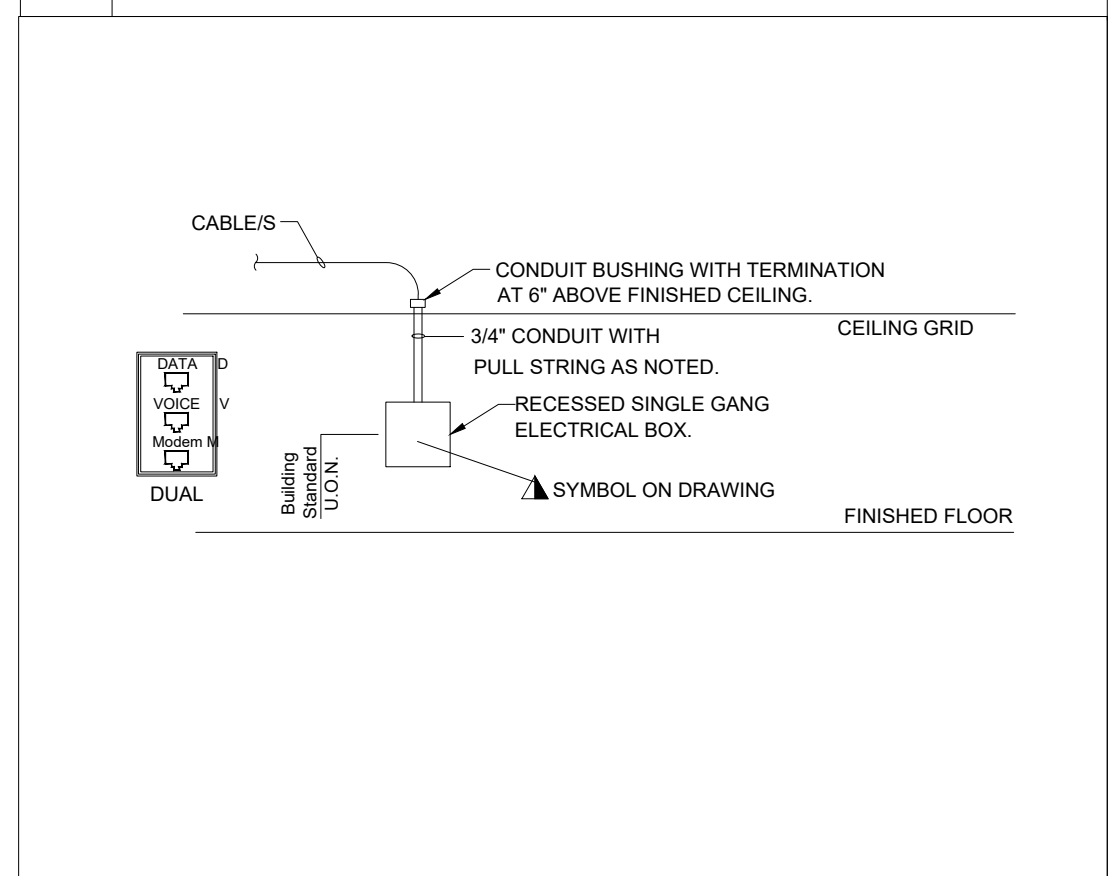 CABLE/S
CONDUIT BUSHING WITH TERMINATION
AT 6" ABOVE FINISHED CEILING.
CEILING GRID
3/4" CONDUIT WITH
PULL STRING AS NOTED.
DATA D
VOICE V
Modem M
DUAL
RECESSED SINGLE GANG
ELECTRICAL BOX.
Building
Standard
U.O.N.
SYMBOL ON DRAWING
FINISHED FLOOR